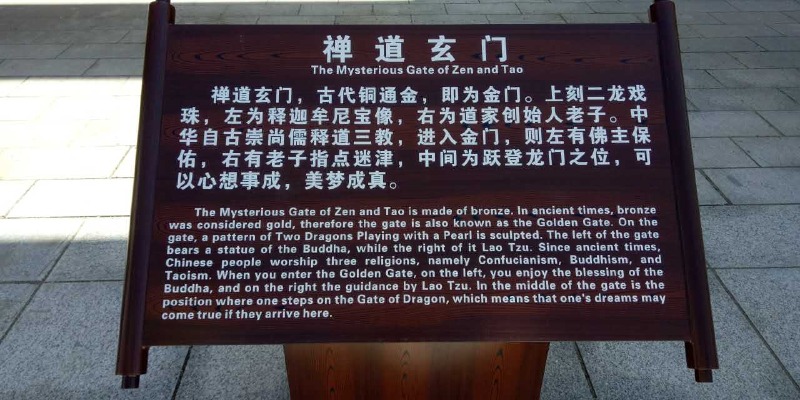 禅道玄门
The Mysterious Gate of Zen and Tao
禅道玄门，古代铜通金，即为金门。上刻二龙戏
珠，左为释迦牟尼宝像，右为道家创始人老子。中
华自古崇尚儒释道三教，进入金门，则左有佛主保
佑，右有老子指点迷津，中间为跃登龙门之位，可
以心想事成，美梦成真。
The Mysterious Gate of Zen and Tao is made of bronze. In ancient times, bronze
was considered gold, therefore the gate is also known as the Golden Gate. On the
gate, a pattern of Two Dragons Playing with a Pearl is sculpted. The left of the gate
bears a statue of the Buddha, while the right of it Lao Tzu. Since ancient times,
Chinese people worship three religions, namely Confucianism, Buddhism, and
Taoism. When you enter the Golden Gate, on the left, you enjoy the blessing of the
Buddha, and on the right the guidance by Lao Tzu. In the middle of the gate is the
position where one steps on the Gate of Dragon, which means that one's dreams may
come true if they arrive here.